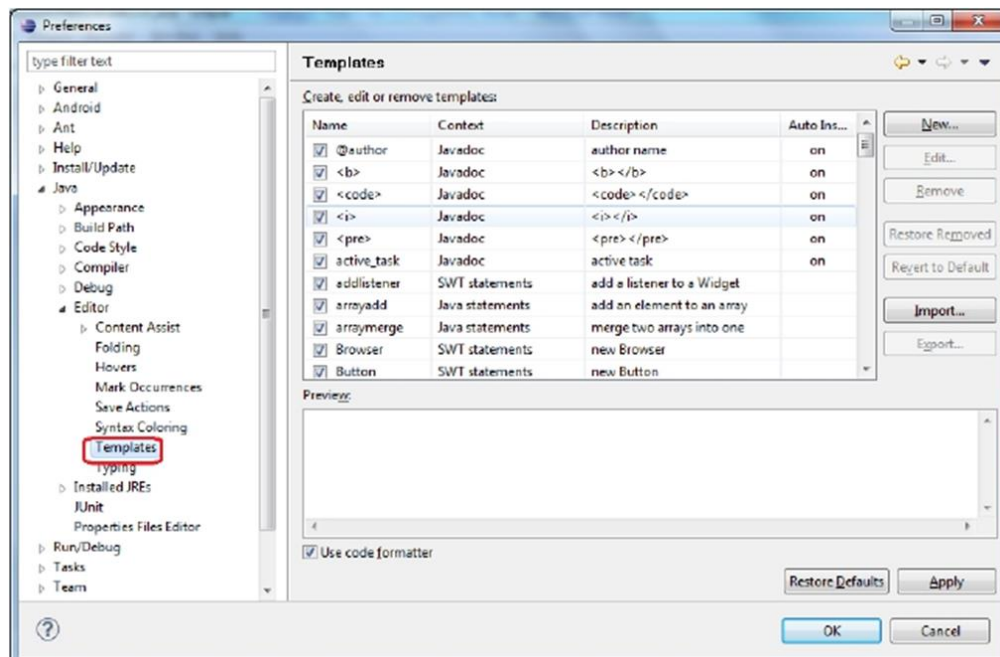 Preferences
type filter text
General
Android
Ant
Help
Install/Update
Java
Appearance
Build Path
Code Style
Compiler
Debug
Editor
Content Assist
Folding
Hovers
Mark Occurrences
Save Actions
Syntax Coloring
Templates
Typing
Installed JREs
JUnit
Properties Files Editor
Run/Debug
Tasks
Team
Templates
Create, edit or remove templates:
Name Context Description Auto Ins...
@author Javadoc author name on
<b> Javadoc <b></b> on
<code> Javadoc <code></code> on
<i> Javadoc <i></i> on
<pre> Javadoc <pre></pre> on
active_task Javadoc active task on
addlistener SWT statements add a listener to a Widget
arrayadd Java statements add an element to an array
arraymerge Java statements merge two arrays into one
Browser SWT statements new Browser
Button SWT statements new Button
New...
Edit...
Remove
Restore Removed
Revert to Default
Import...
Export...
Preview:
Use code formatter
Restore Defaults Apply
OK Cancel